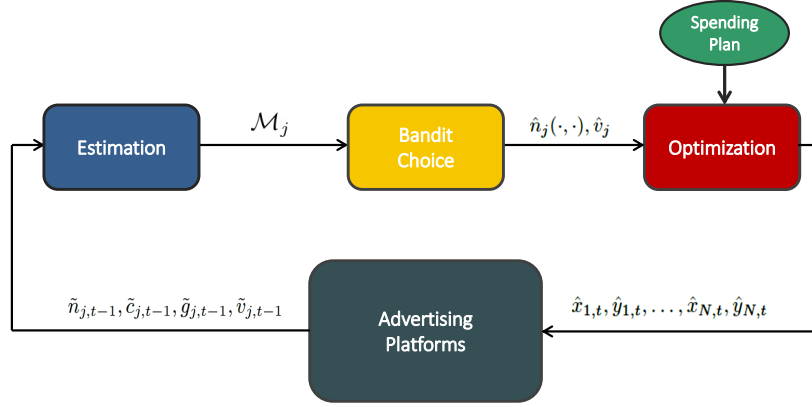 Spending
Plan
Estimation
ℳ_j
Bandit
Choice
n̂_j(·,·), v̂_j
Optimization
ñ_{j,t−1}, c̃_{j,t−1}, g̃_{j,t−1}, ṽ_{j,t−1}
Advertising
Platforms
x̂_{1,t}, ŷ_{1,t}, . . . , x̂_{N,t}, ŷ_{N,t}